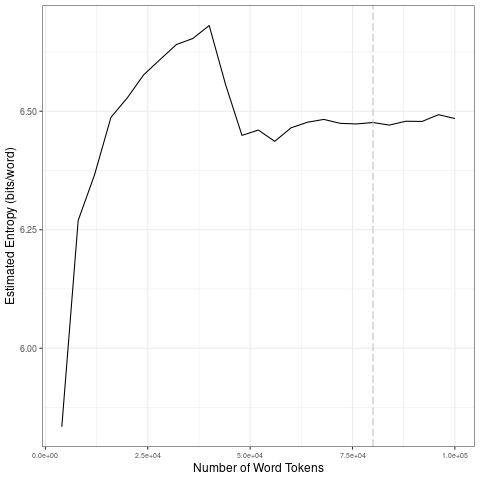 Estimated Entropy (bits/word)
6.50
6.25
6.00
0.0e+00 2.5e+04 5.0e+04 7.5e+04 1.0e+05
Number of Word Tokens